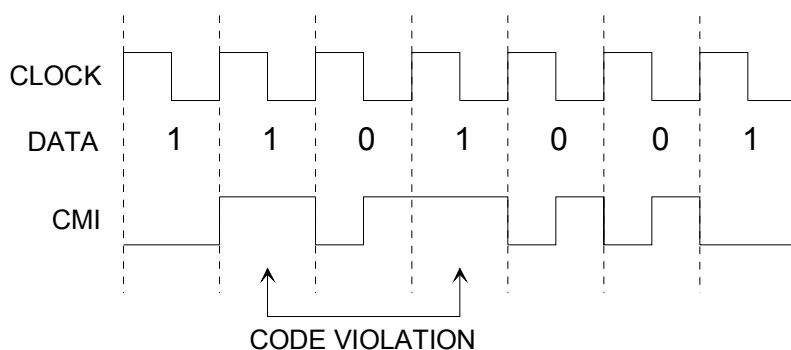 CLOCK
DATA 1 1 0 1 0 0 1
CMI
CODE VIOLATION